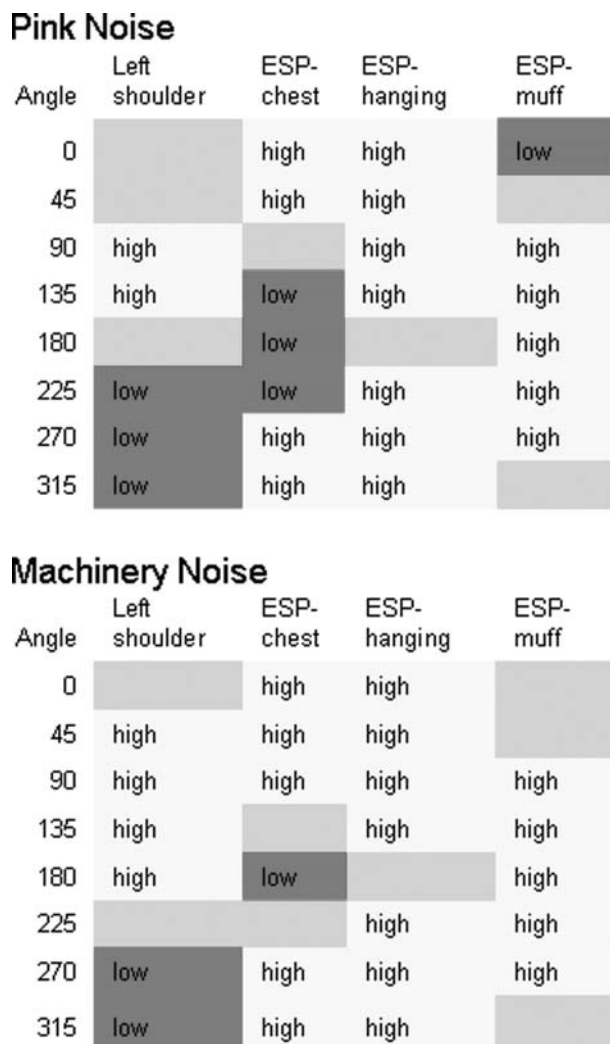 Pink Noise
Left ESP- ESP- ESP-
Angle shoulder chest hanging muff
0 high high low
45 high high
90 high high high
135 high low high high
180 low high
225 low low high high
270 low high high high
315 low high high
Machinery Noise
Left ESP- ESP- ESP-
Angle shoulder chest hanging muff
0 high high
45 high high high
90 high high high high
135 high high high
180 high low high
225 high high
270 low high high high
315 low high high